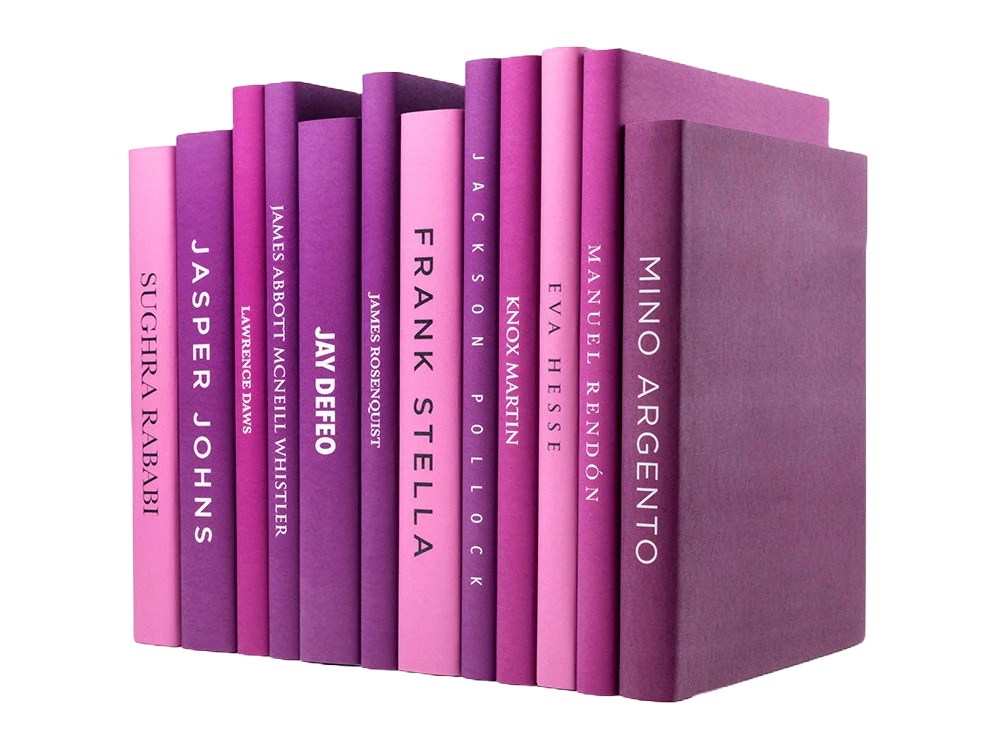 SUGHRA RABABI
JASPER JOHNS
LAWRENCE DAWS
JAMES ABBOTT MCNEILL WHISTLER
JAY DEFEO
JAMES ROSENQUIST
FRANK STELLA
JACKSON POLLOCK
KNOX MARTIN
EVA HESSE
MANUEL RENDÓN
MINO ARGENTO